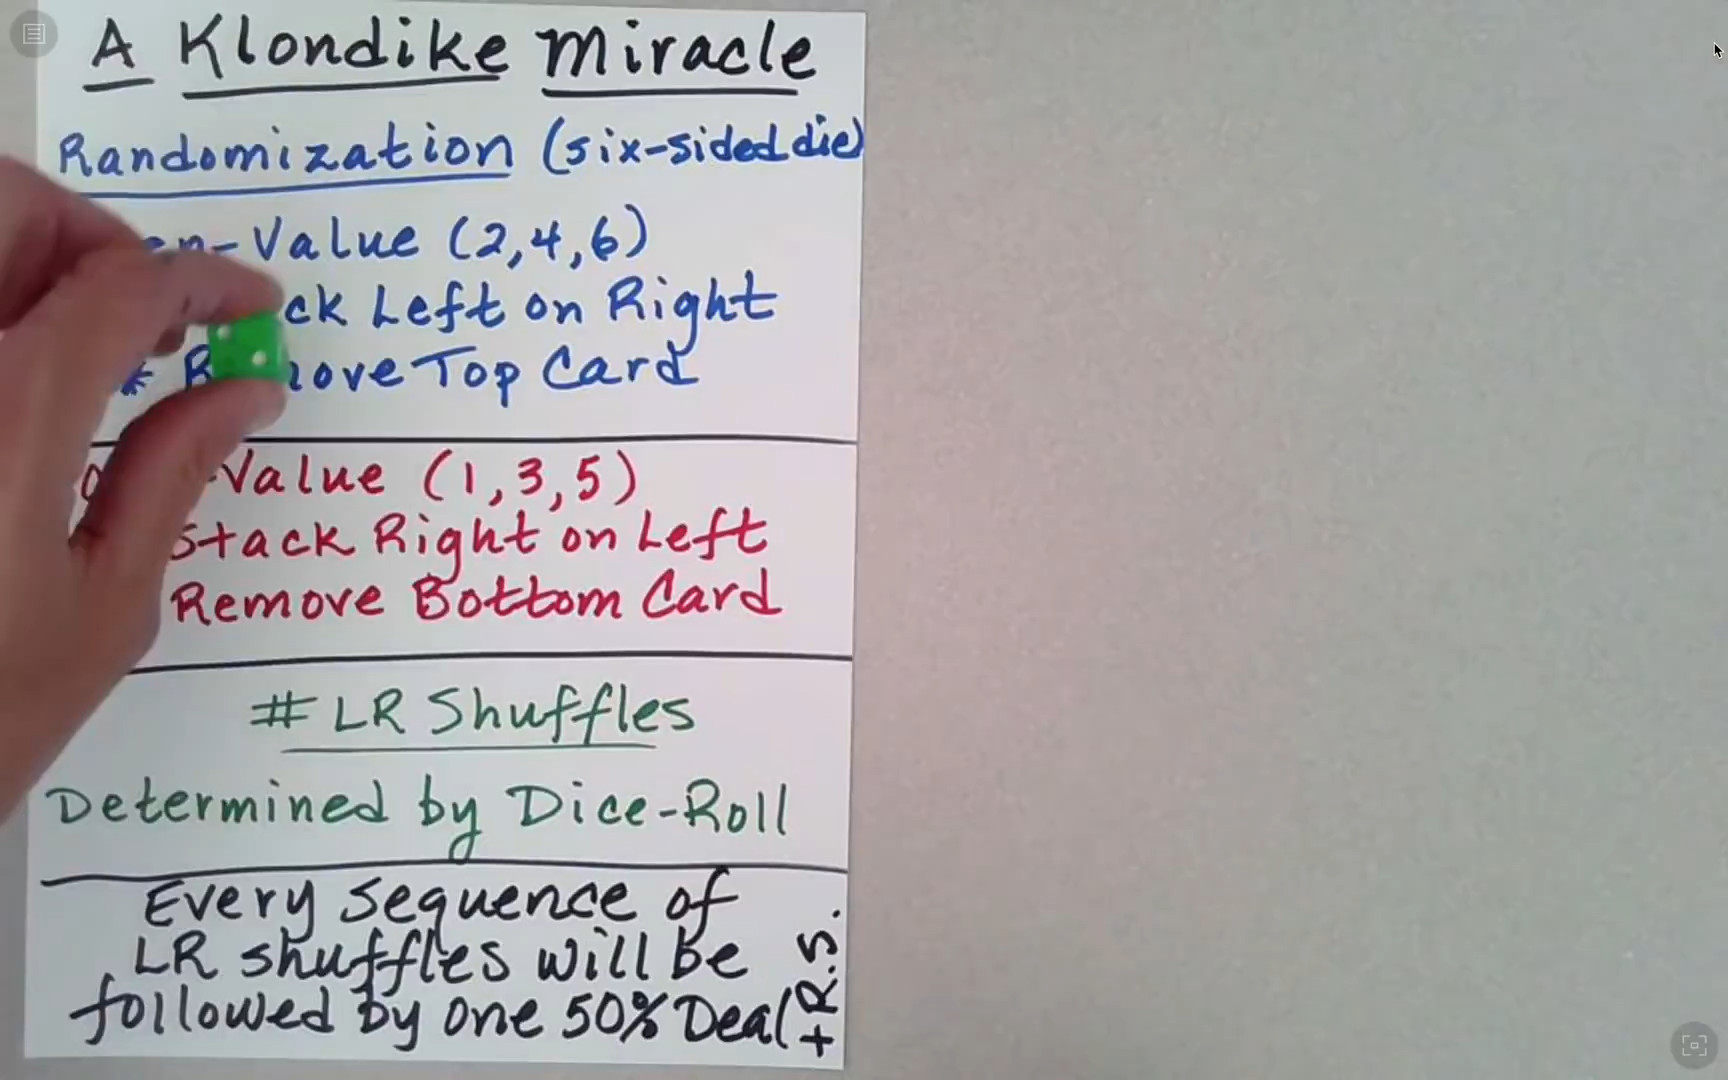 A Klondike Miracle
Randomization (six-sided die)
-Value (2,4,6)
Left on Right
* Top Card
-Value (1,3,5)
Stack Right on Left
Remove Bottom Card
# LR Shuffles
Determined by Dice-Roll
Every sequence of
LR shuffles will be
followed by one 50% Deal
+R.S.